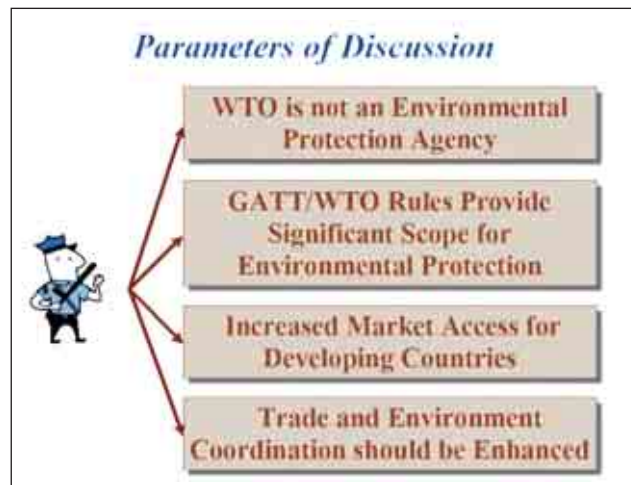 Parameters of Discussion
WTO is not an Environmental
Protection Agency
GATT/WTO Rules Provide
Significant Scope for
Environmental Protection
Increased Market Access for
Developing Countries
Trade and Environment
Coordination should be Enhanced